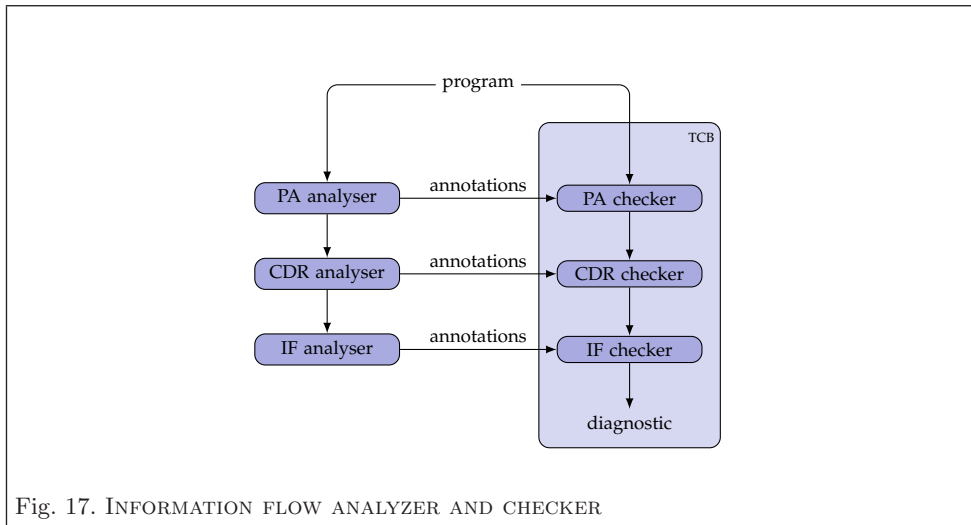 program
TCB
PA analyser
annotations
PA checker
CDR analyser
annotations
CDR checker
IF analyser
annotations
IF checker
diagnostic
Fig. 17. INFORMATION FLOW ANALYZER AND CHECKER